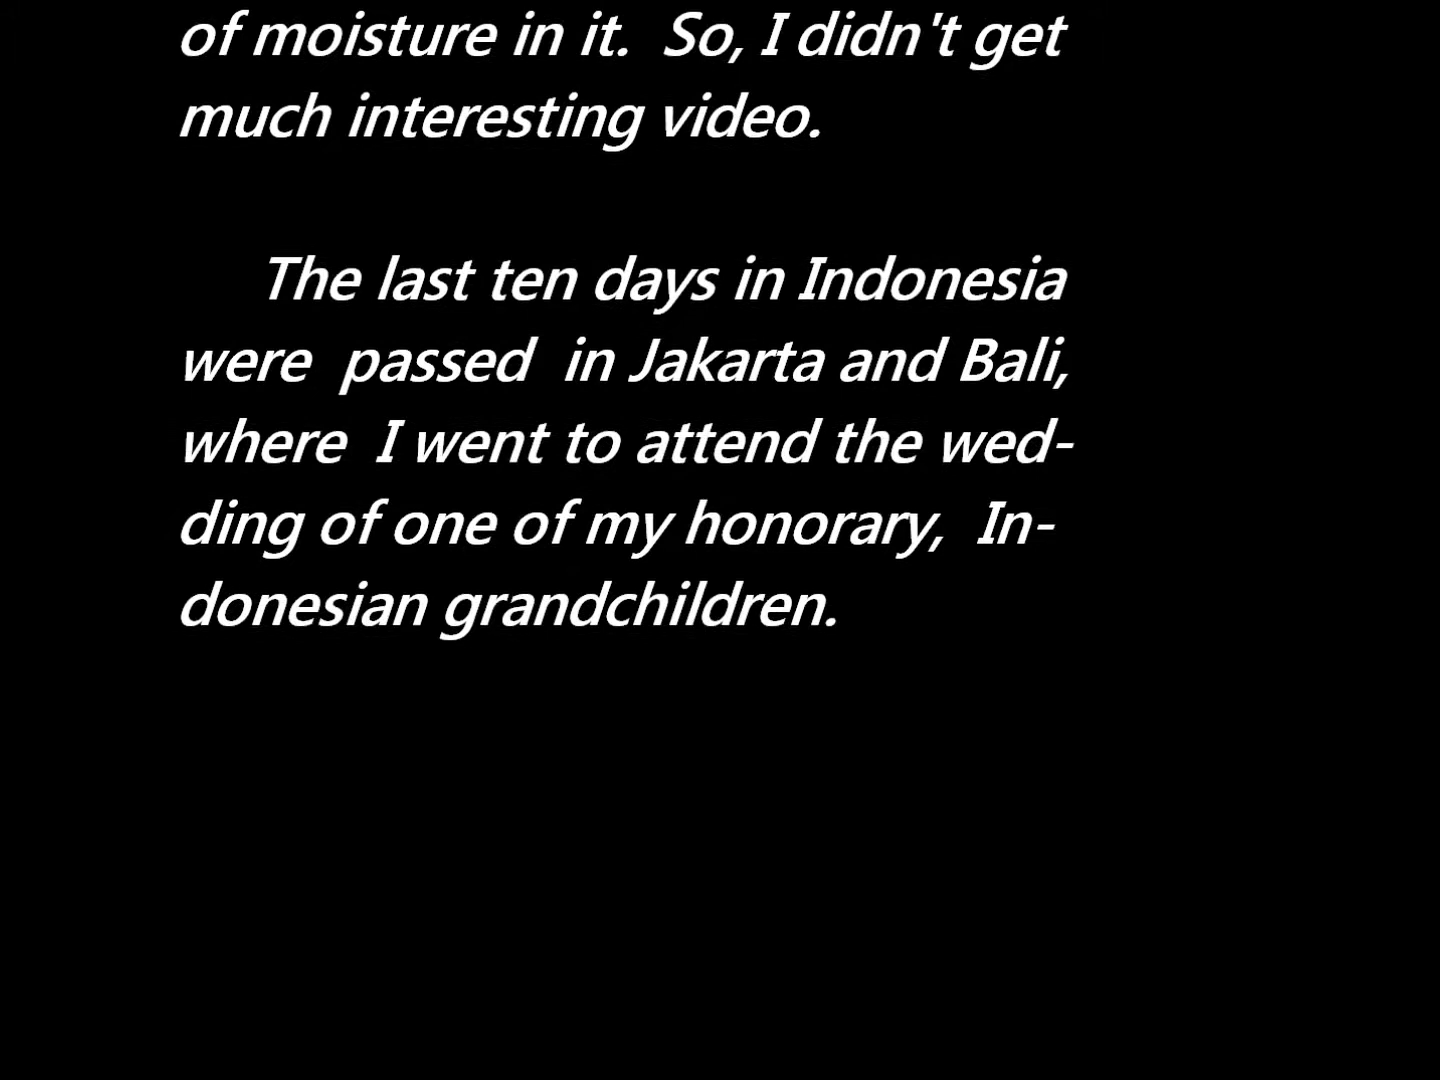 of moisture in it.  So, I didn't get
much interesting video.
The last ten days in Indonesia
were  passed  in Jakarta and Bali,
where  I went to attend the wed-
ding of one of my honorary,  In-
donesian grandchildren.